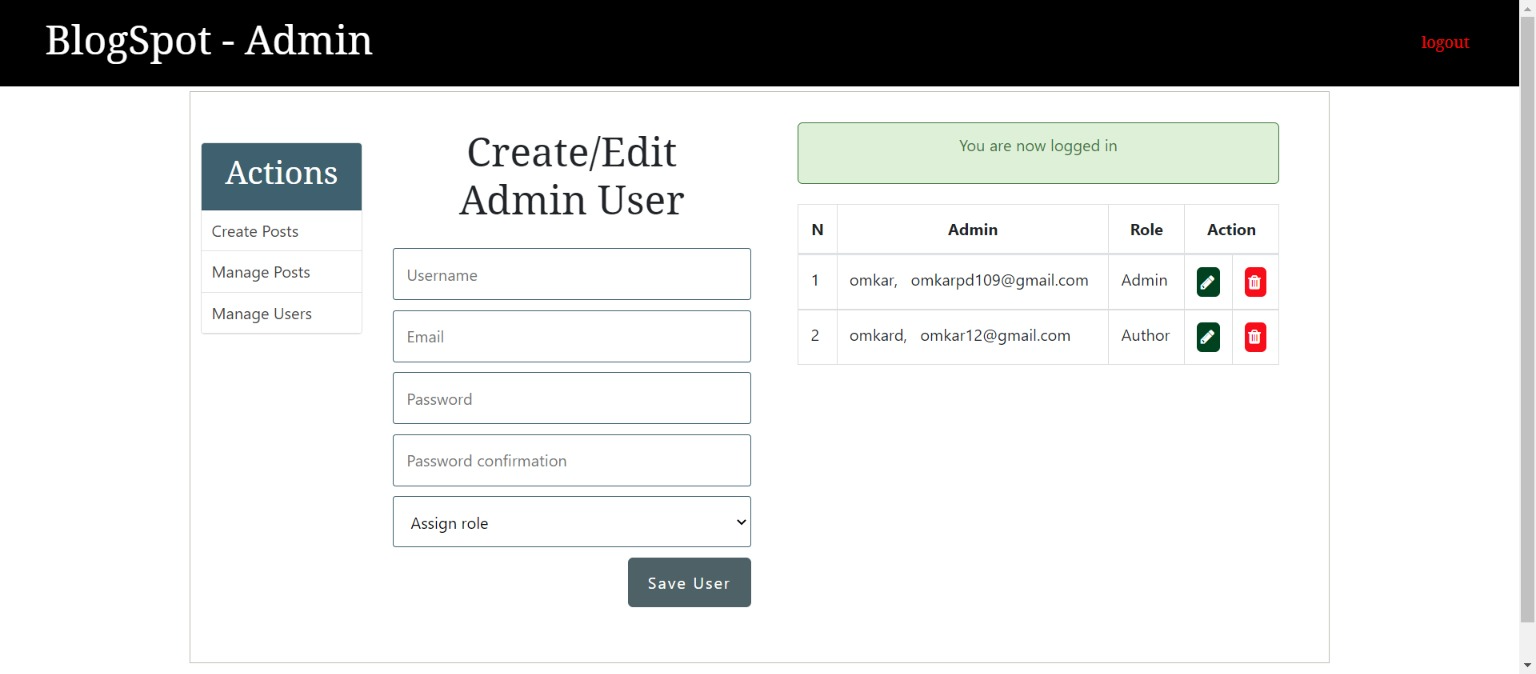 BlogSpot - Admin
logout
Actions
Create Posts
Manage Posts
Manage Users
Create/Edit
Admin User
Username
Email
Password
Password confirmation
Assign role
Save User
You are now logged in
N Admin Role Action
1 omkar, omkarpd109@gmail.com Admin
2 omkard, omkar12@gmail.com Author